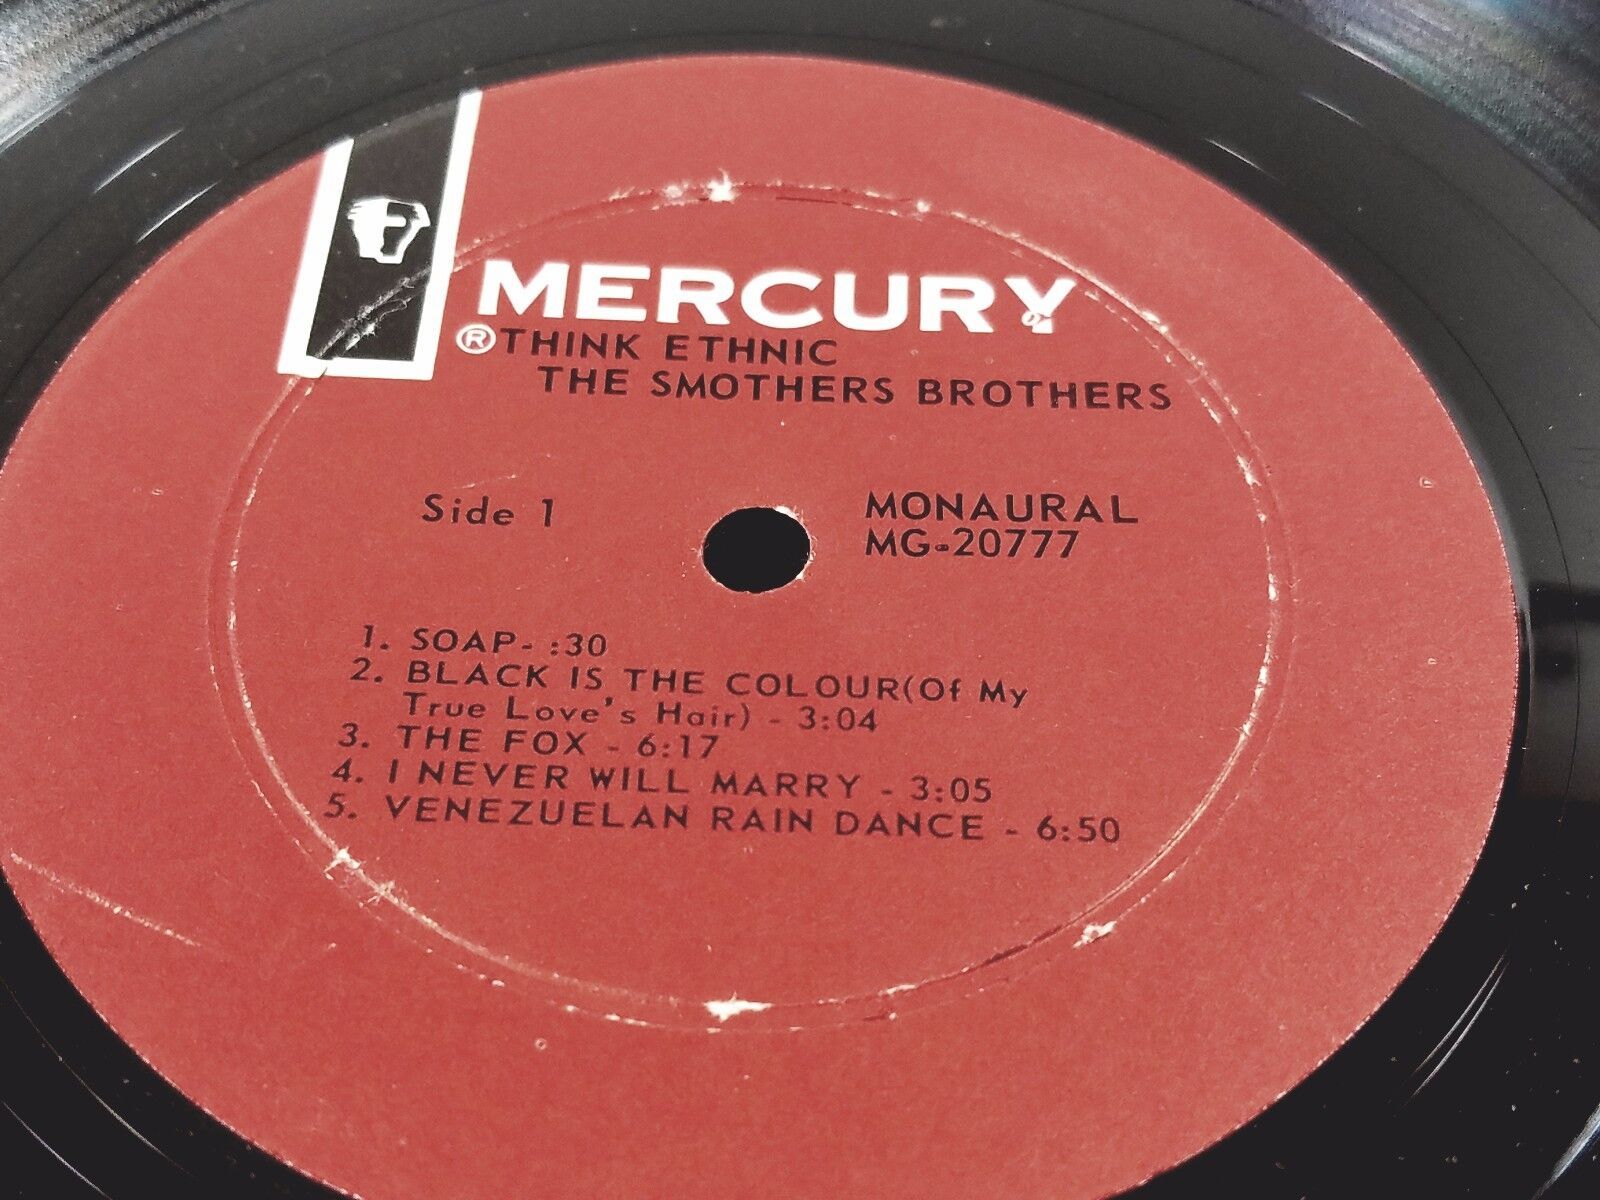 MERCURY
®THINK ETHNIC
THE SMOTHERS BROTHERS
Side 1
MONAURAL
MG-20777
1. SOAP- :30
2. BLACK IS THE COLOUR(Of My
True Love's Hair) - 3:04
3. THE FOX - 6:17
4. I NEVER WILL MARRY - 3:05
5. VENEZUELAN RAIN DANCE - 6:50